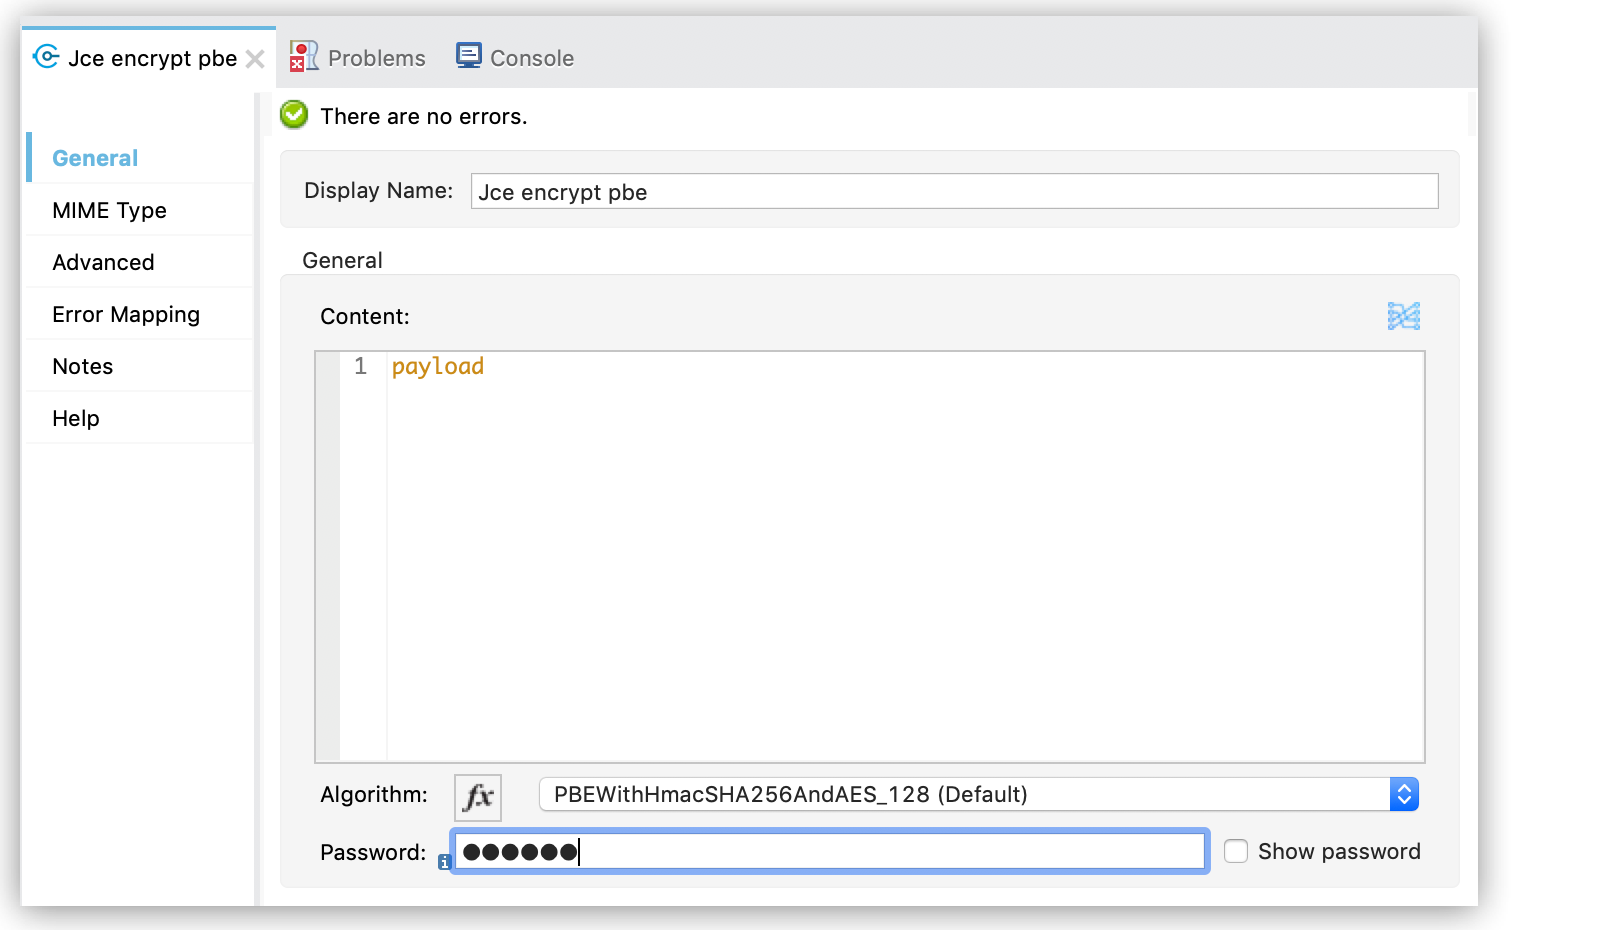 Jce encrypt pbe
Problems
Console
There are no errors.
General
MIME Type
Advanced
Error Mapping
Notes
Help
Display Name: Jce encrypt pbe
General
Content:
1 payload
Algorithm: fx PBEWithHmacSHA256AndAES_128 (Default)
Password: ●●●●●● Show password